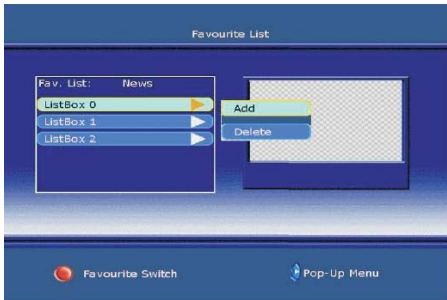 Favourite List
Fav. List: News
ListBox 0
Add
ListBox 1
Delete
ListBox 2
Favourite Switch
Pop-Up Menu